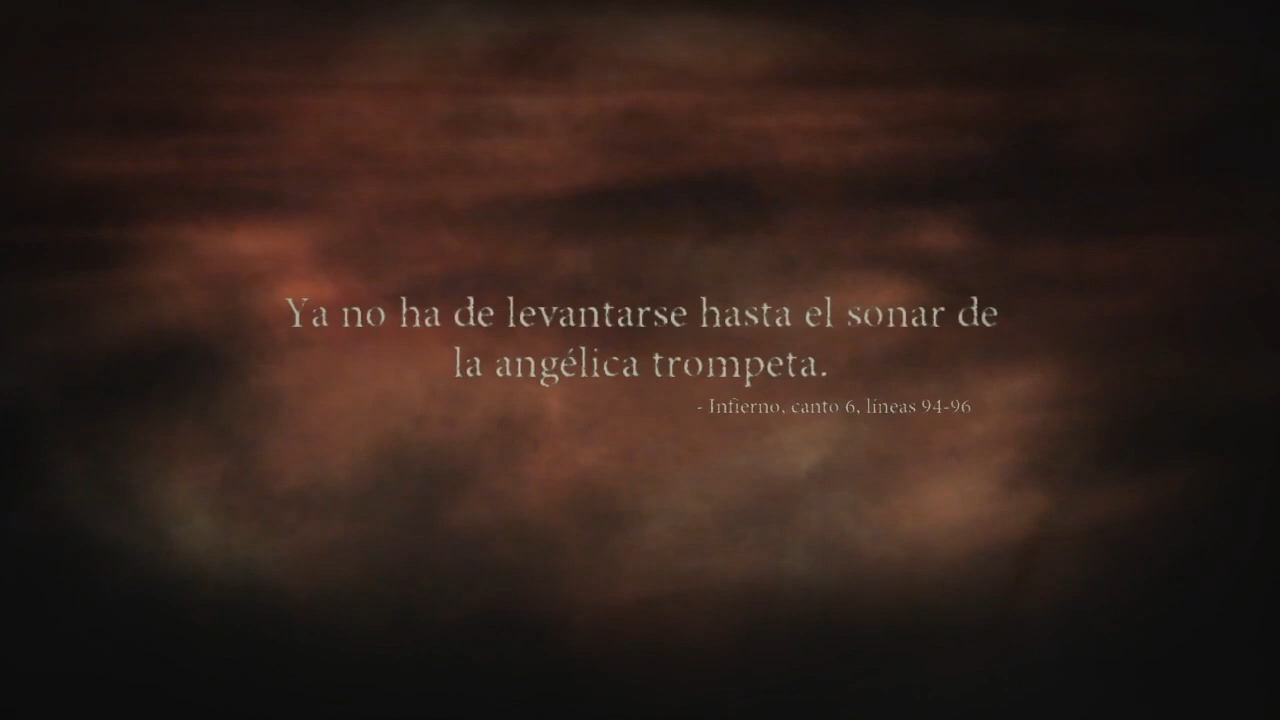 Ya no ha de levantarse hasta el sonar de
la angélica trompeta.
- Infierno, canto 6, líneas 94-96